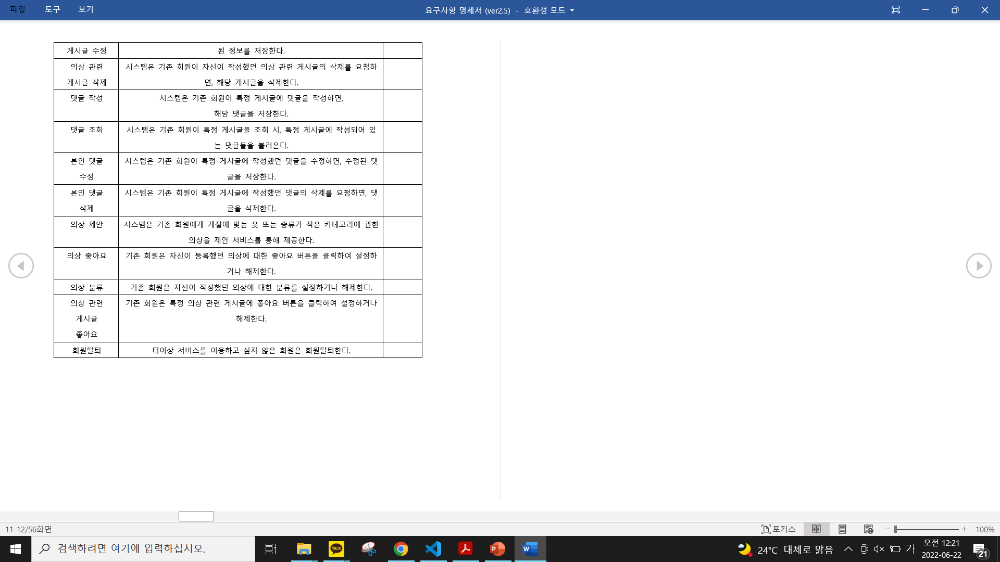 파일 도구 보기
요구사항 명세서 (ver2.5) - 호환성 모드
게시글 수정 된 정보를 저장한다.
의상 관련 시스템은 기존 회원이 자신이 작성했던 의상 관련 게시글의 삭제를 요청하
게시글 삭제 면, 해당 게시글을 삭제한다.
댓글 작성 시스템은 기존 회원이 특정 게시글에 댓글을 작성하면,
해당 댓글을 저장한다.
댓글 조회 시스템은 기존 회원이 특정 게시글을 조회 시, 특정 게시글에 작성되어 있
는 댓글들을 불러온다.
본인 댓글 시스템은 기존 회원이 특정 게시글에 작성했던 댓글을 수정하면, 수정된 댓
수정 글을 저장한다.
본인 댓글 시스템은 기존 회원이 특정 게시글에 작성했던 댓글의 삭제를 요청하면, 댓
삭제 글을 삭제한다.
의상 제안 시스템은 기존 회원에게 계절에 맞는 옷 또는 종류가 적은 카테고리에 관한
의상을 제안 서비스를 통해 제공한다.
의상 좋아요 기존 회원은 자신이 등록했던 의상에 대한 좋아요 버튼을 클릭하여 설정하
거나 해제한다.
의상 분류 기존 회원은 자신이 작성했던 의상에 대한 분류를 설정하거나 해제한다.
의상 관련 기존 회원은 특정 의상 관련 게시글에 좋아요 버튼을 클릭하여 설정하거나
게시글 해제한다.
좋아요
회원탈퇴 더이상 서비스를 이용하고 싶지 않은 회원은 회원탈퇴한다.
11-12/56화면 포커스 100%
검색하려면 여기에 입력하십시오. TALK P W 24°C 대체로 맑음 가 오전 12:21
2022-06-22 21